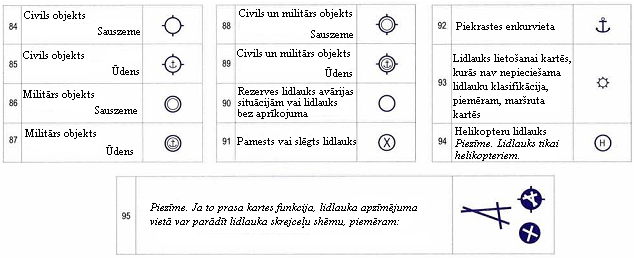 84 Civils objekts
Sauszeme
85 Civils objekts
Ūdens
86 Militārs objekts
Sauszeme
87 Militārs objekts
Ūdens
88 Civils un militārs objekts
Sauszeme
89 Civils un militārs objekts
Ūdens
90 Rezerves lidlauks avārijas
situācijām vai lidlauks
bez aprīkojuma
91 Pamests vai slēgts lidlauks
X
92 Piekrastes enkurvieta
93 Lidlauks lietošanai kartēs,
kurās nav nepieciešama
lidlauku klasifikācija,
piemēram, maršruta
kartēs
94 Helikopteru lidlauks
Piezīme. Lidlauks tikai
helikopteriem.
H
95 Piezīme. Ja to prasa kartes funkcija, lidlauka apzīmējuma
vietā var parādīt lidlauka skrejceļu shēmu, piemēram: